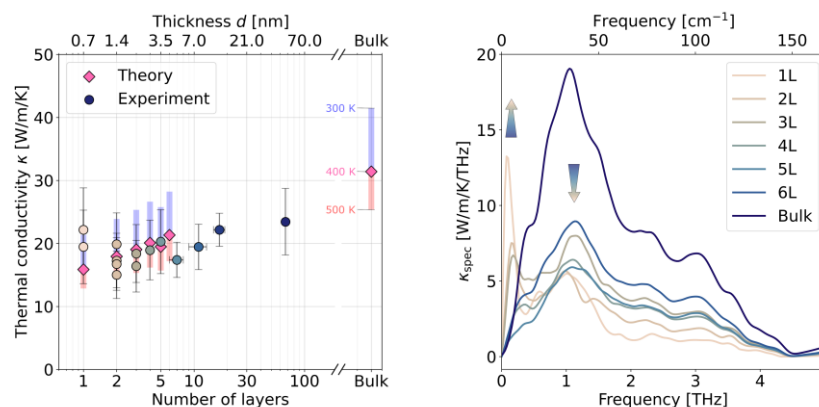 Thickness d [nm]
0.7 1.4 3.5 7.0 21.0 70.0 Bulk
50
40
30
20
10
0
Thermal conductivity κ [W/m/K]
Theory
Experiment
300 K
400 K
500 K
1 2 5 10 30 100 Bulk
Number of layers
Frequency [cm⁻¹]
0 50 100 150
20
15
10
5
0
κspec [W/m/K/THz]
1L
2L
3L
4L
5L
6L
Bulk
0 1 2 3 4
Frequency [THz]